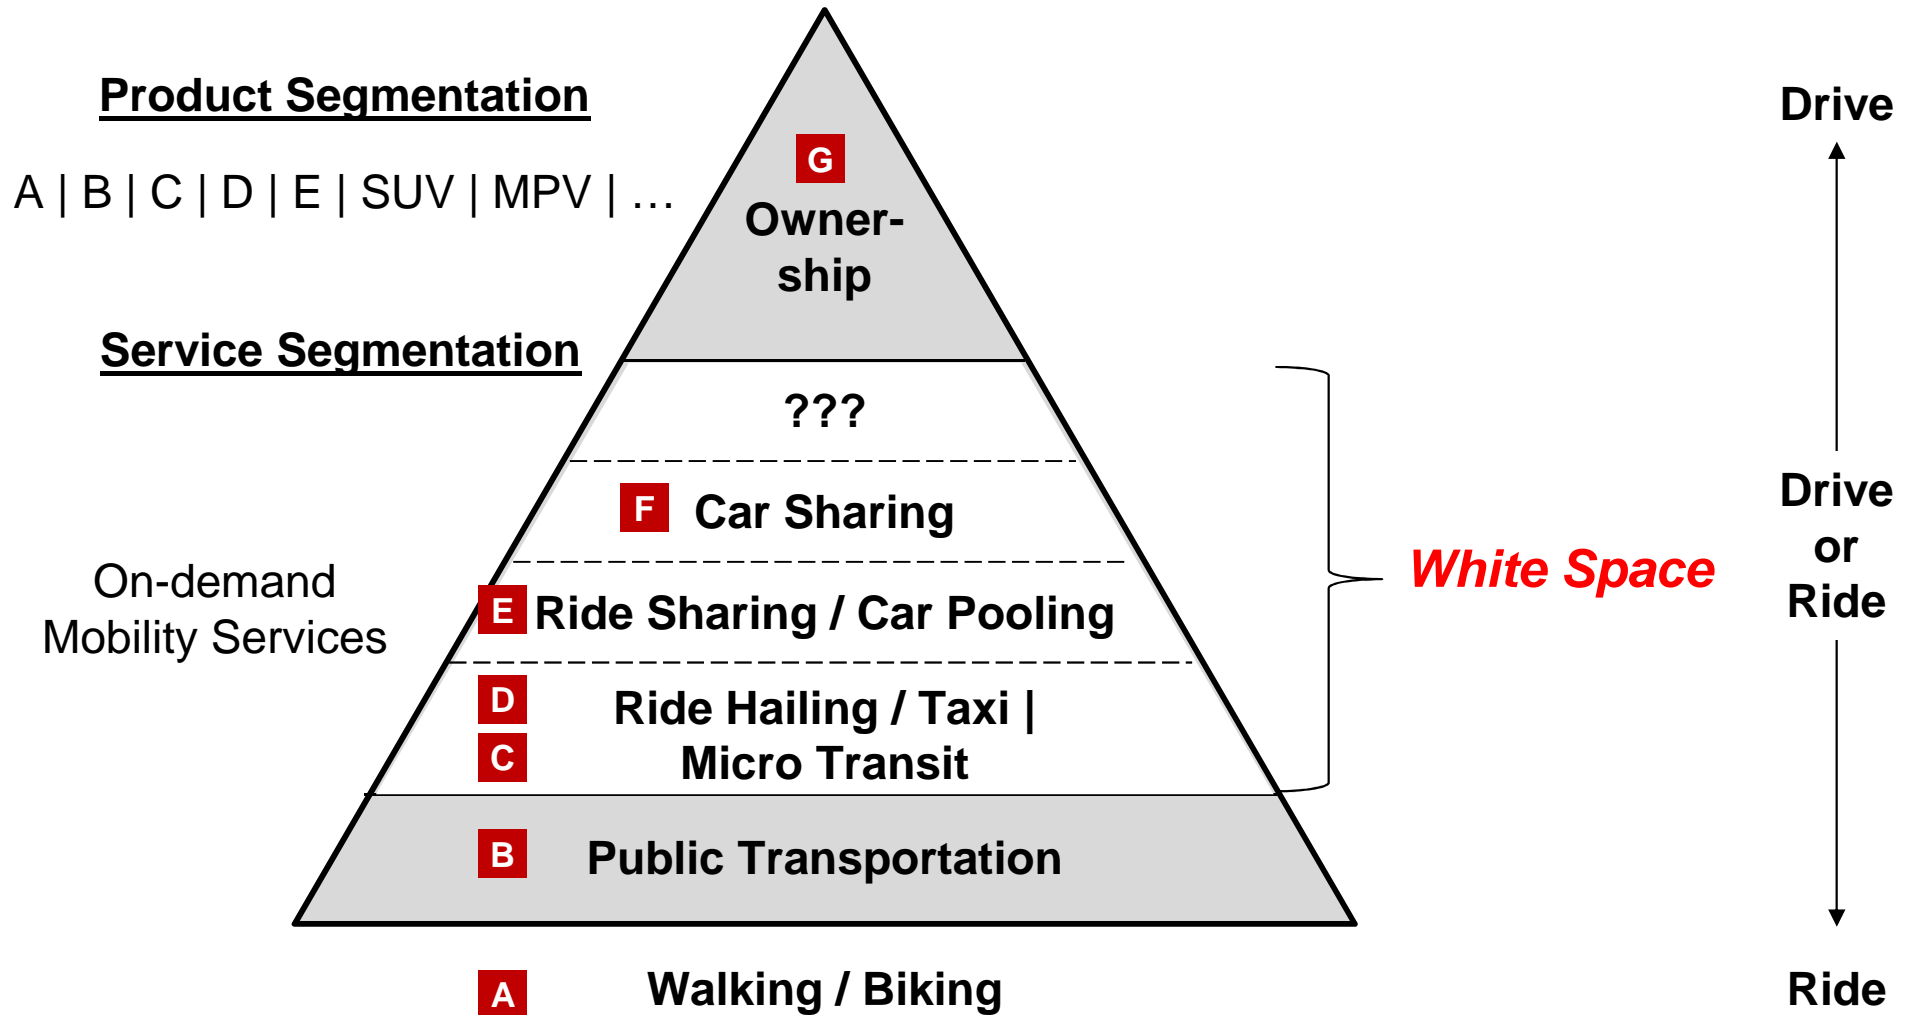 Product Segmentation
A | B | C | D | E | SUV | MPV | …
Service Segmentation
On-demand
Mobility Services
G
Owner-
ship
???
F Car Sharing
E Ride Sharing / Car Pooling
D Ride Hailing / Taxi |
C Micro Transit
B Public Transportation
A Walking / Biking
White Space
Drive
Drive
or
Ride
Ride